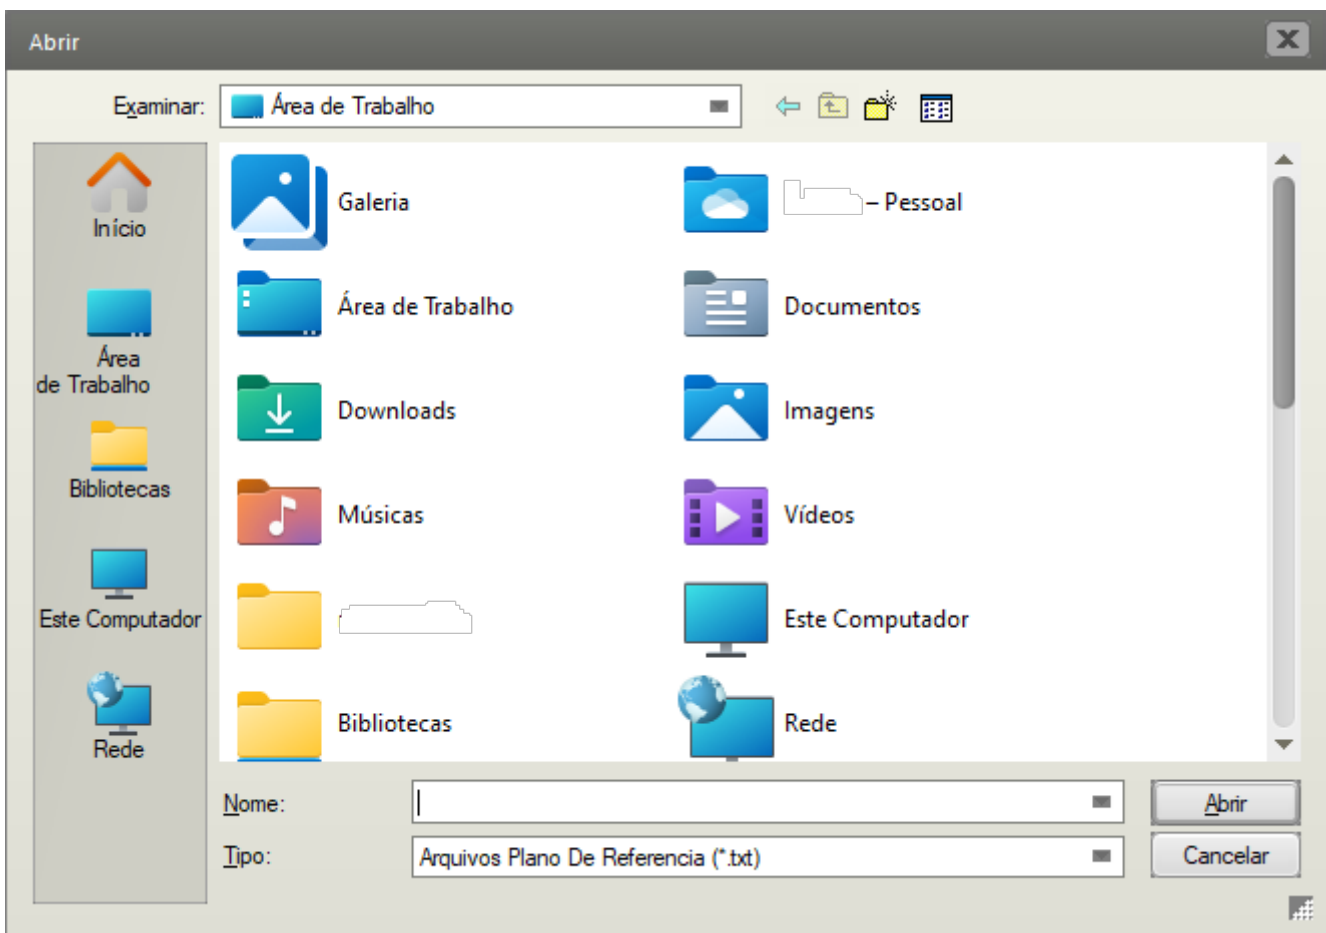 Abrir
Examinar:
Área de Trabalho
Início
Área
de Trabalho
Bibliotecas
Este Computador
Rede
Galeria
– Pessoal
Área de Trabalho
Documentos
Downloads
Imagens
Músicas
Vídeos
Este Computador
Bibliotecas
Rede
Nome:
Abrir
Tipo:
Arquivos Plano De Referencia (*.txt)
Cancelar